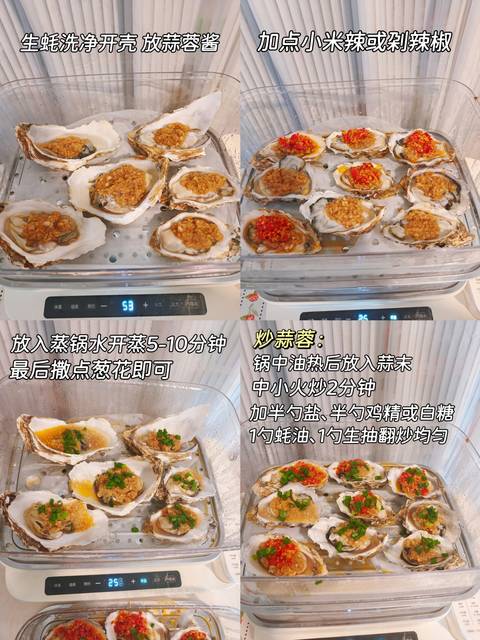 生蚝洗净开壳 放蒜蓉酱
加点小米辣或剁辣椒
53
放入蒸锅水开蒸5-10分钟
最后撒点葱花即可
25
炒蒜蓉:
锅中油热后放入蒜末
中小火炒2分钟
加半勺盐、半勺鸡精或白糖
1勺蚝油、1勺生抽翻炒均匀